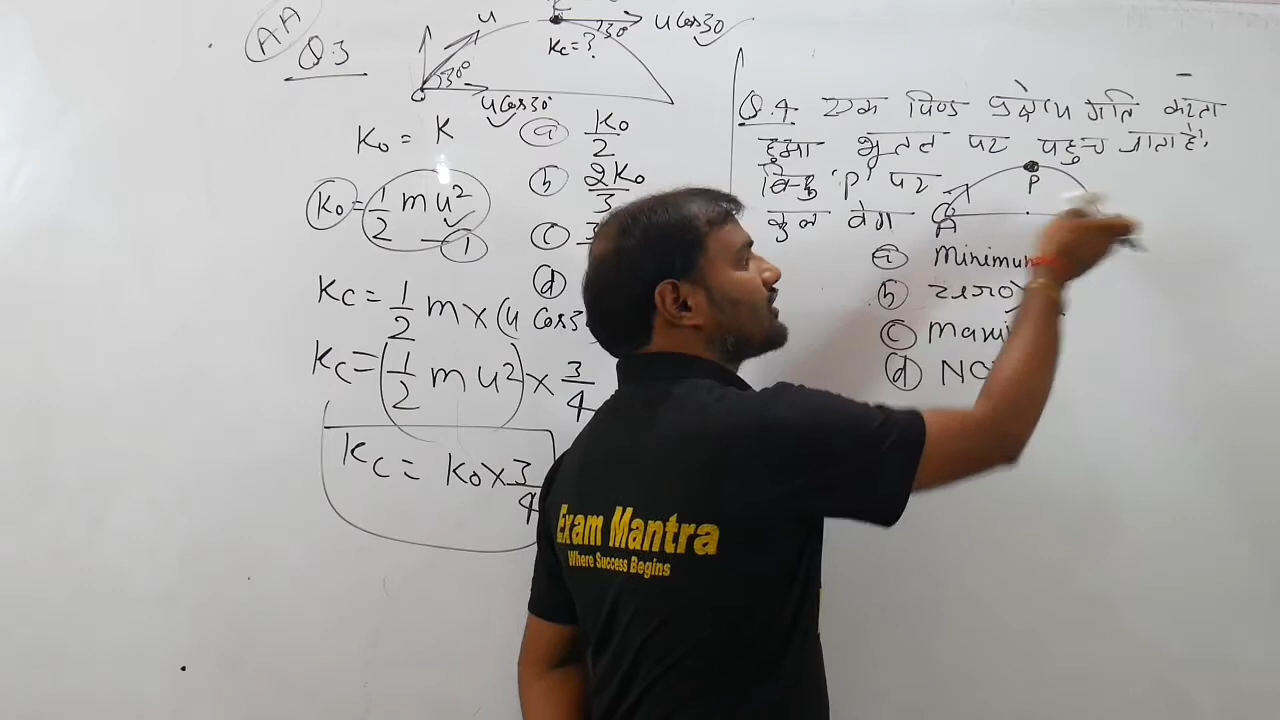 AA
Q3
u
C
30°
u cos30
Kc = ?
30°
O
u cos30
K₀ = K
K₀ = 1/2 mu² — 1
Kc = 1/2 m × (u cos3
Kc = (1/2 mu²) × 3/4
Kc = K₀ × 3/4
ⓐ K₀/2
ⓑ 2K₀/3
ⓒ 3
ⓓ
Q.4 एक पिण्ड प्रक्षेप्य गति करता
हुआ भूतल पर पहुच जाता है।
बिन्दु 'P' पर
कुल वेग
P
A
ⓐ minimum
ⓑ zero
ⓒ maxi
ⓓ NO
Exam Mantra
Where Success Begins